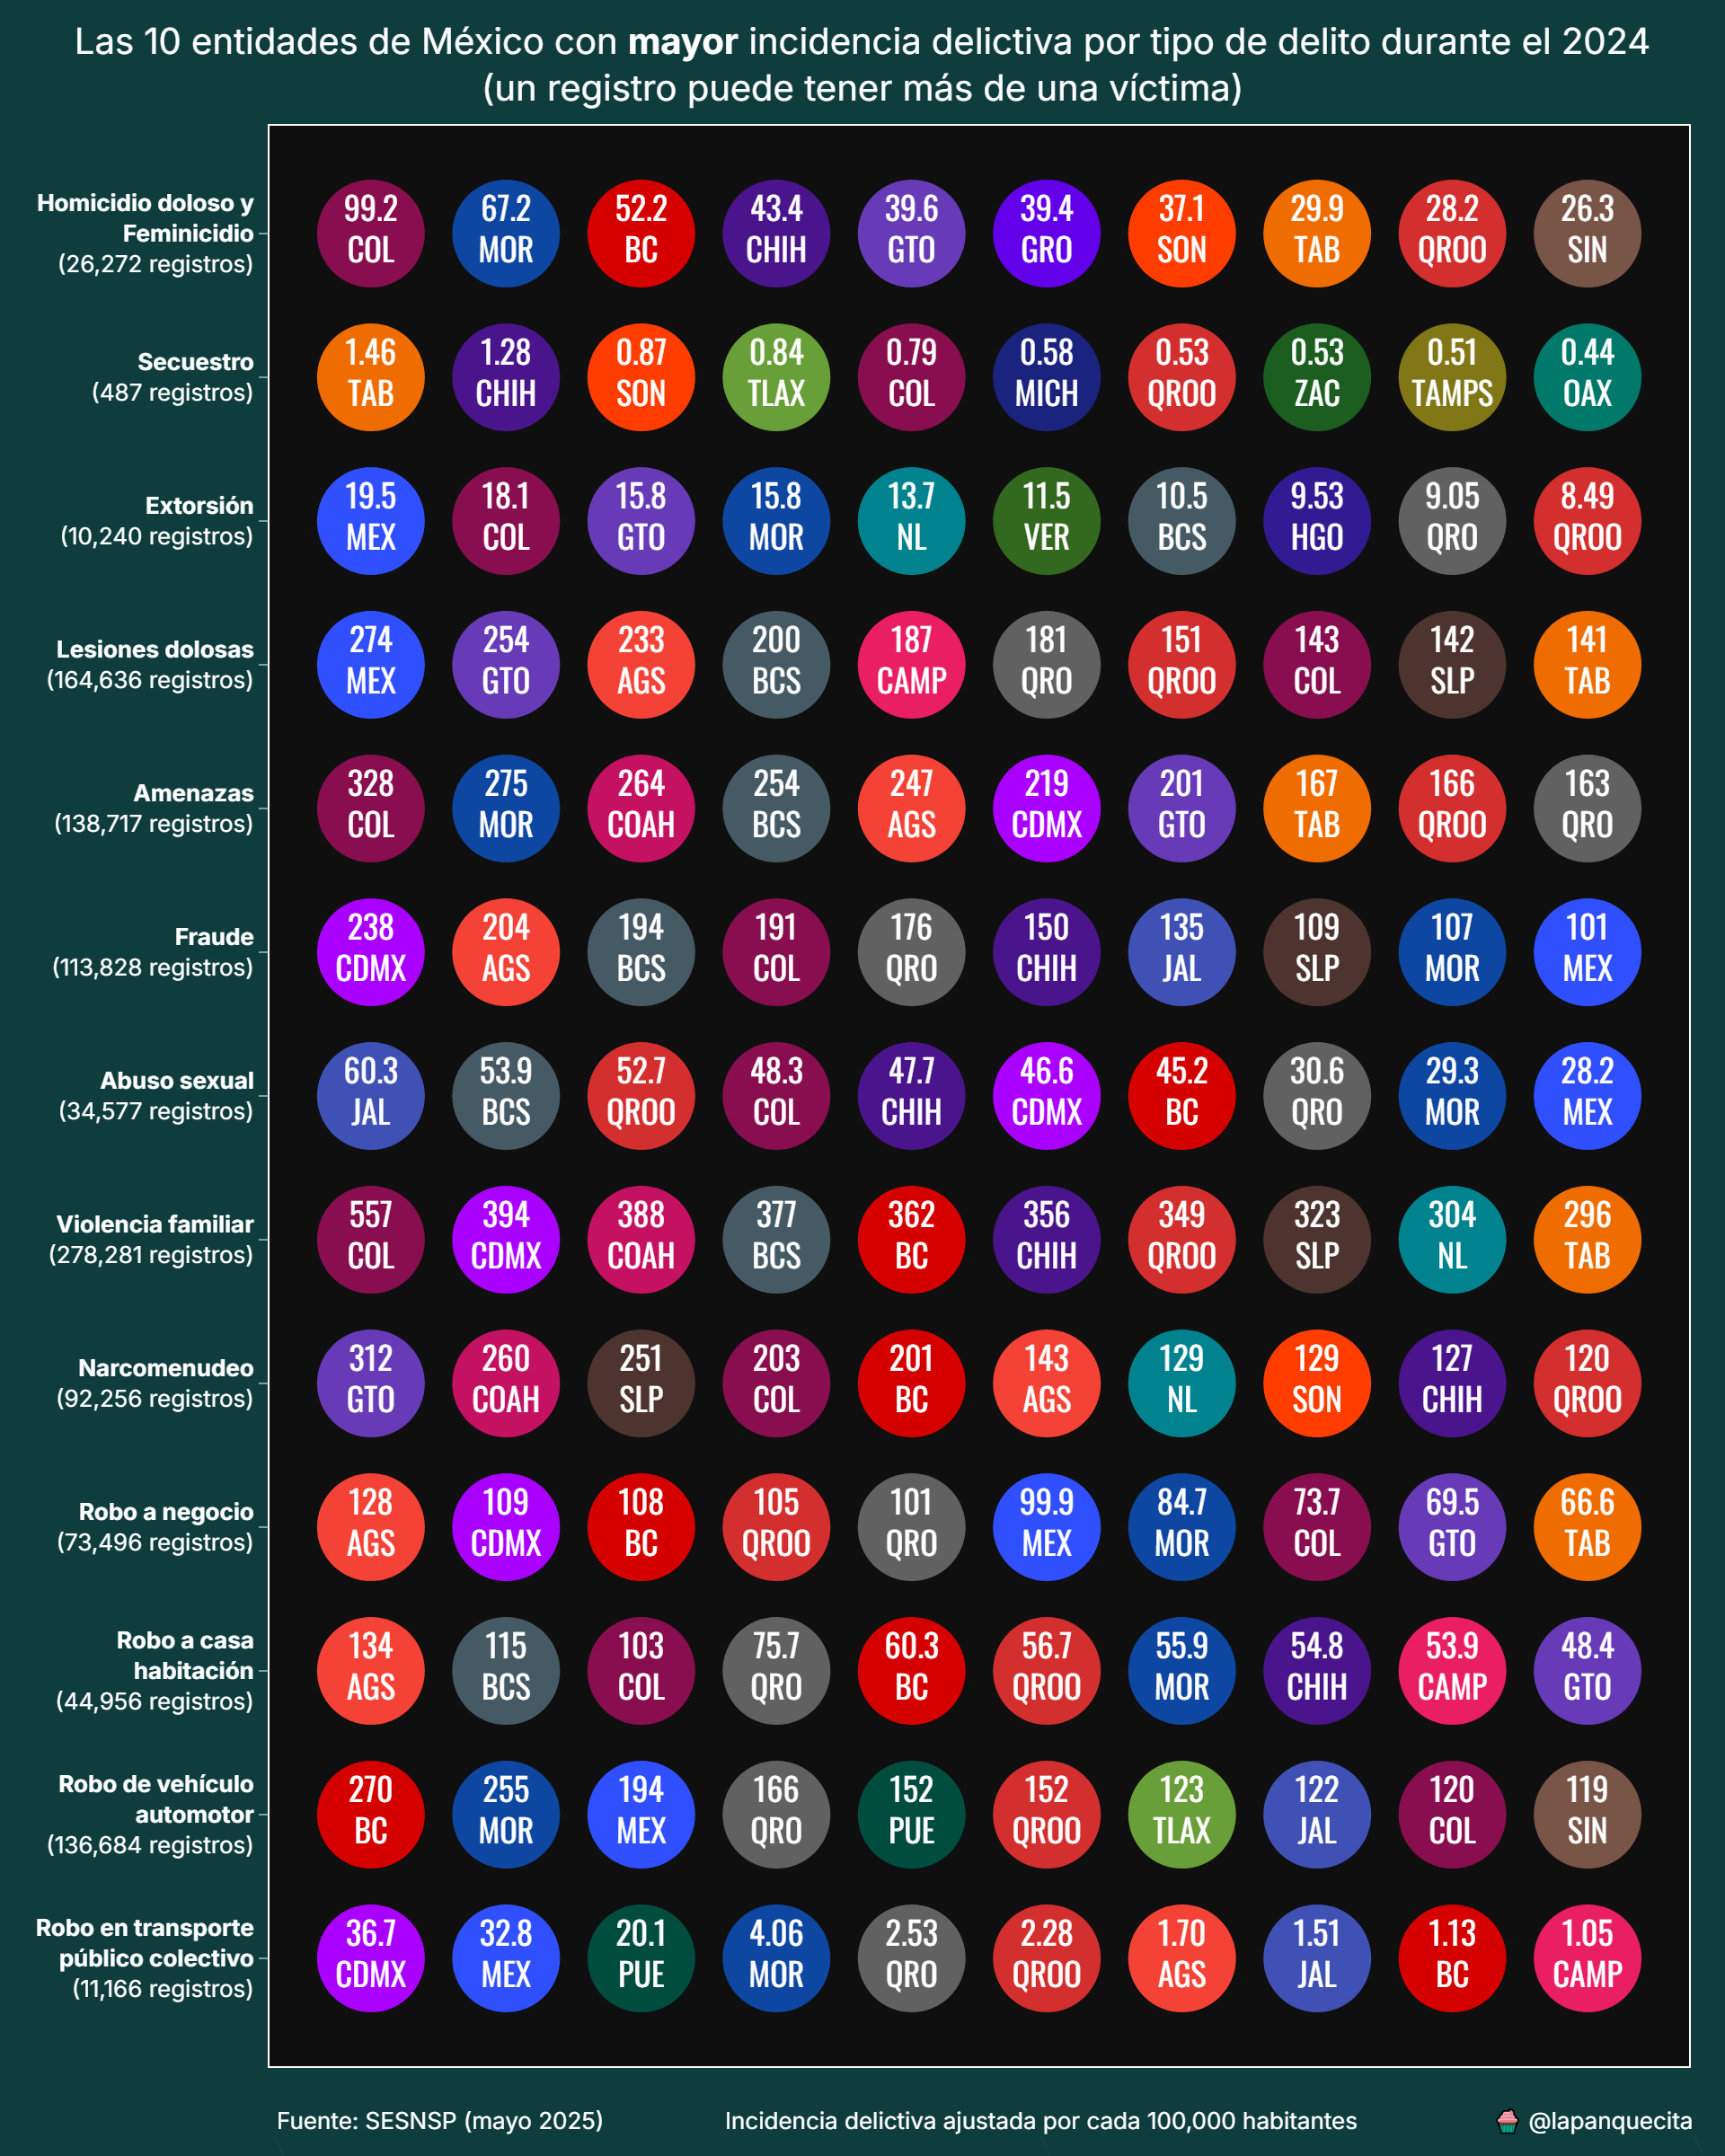 Las 10 entidades de México con mayor incidencia delictiva por tipo de delito durante el 2024
(un registro puede tener más de una víctima)
Homicidio doloso y
Feminicidio
(26,272 registros)
99.2 67.2 52.2 43.4 39.6 39.4 37.1 29.9 28.2 26.3
COL MOR BC CHIH GTO GRO SON TAB QROO SIN
Secuestro
(487 registros)
1.46 1.28 0.87 0.84 0.79 0.58 0.53 0.53 0.51 0.44
TAB CHIH SON TLAX COL MICH QROO ZAC TAMPS OAX
Extorsión
(10,240 registros)
19.5 18.1 15.8 15.8 13.7 11.5 10.5 9.53 9.05 8.49
MEX COL GTO MOR NL VER BCS HGO QRO QROO
Lesiones dolosas
(164,636 registros)
274 254 233 200 187 181 151 143 142 141
MEX GTO AGS BCS CAMP QRO QROO COL SLP TAB
Amenazas
(138,717 registros)
328 275 264 254 247 219 201 167 166 163
COL MOR COAH BCS AGS CDMX GTO TAB QROO QRO
Fraude
(113,828 registros)
238 204 194 191 176 150 135 109 107 101
CDMX AGS BCS COL QRO CHIH JAL SLP MOR MEX
Abuso sexual
(34,577 registros)
60.3 53.9 52.7 48.3 47.7 46.6 45.2 30.6 29.3 28.2
JAL BCS QROO COL CHIH CDMX BC QRO MOR MEX
Violencia familiar
(278,281 registros)
557 394 388 377 362 356 349 323 304 296
COL CDMX COAH BCS BC CHIH QROO SLP NL TAB
Narcomenudeo
(92,256 registros)
312 260 251 203 201 143 129 129 127 120
GTO COAH SLP COL BC AGS NL SON CHIH QROO
Robo a negocio
(73,496 registros)
128 109 108 105 101 99.9 84.7 73.7 69.5 66.6
AGS CDMX BC QROO QRO MEX MOR COL GTO TAB
Robo a casa
habitación
(44,956 registros)
134 115 103 75.7 60.3 56.7 55.9 54.8 53.9 48.4
AGS BCS COL QRO BC QROO MOR CHIH CAMP GTO
Robo de vehículo
automotor
(136,684 registros)
270 255 194 166 152 152 123 122 120 119
BC MOR MEX QRO PUE QROO TLAX JAL COL SIN
Robo en transporte
público colectivo
(11,166 registros)
36.7 32.8 20.1 4.06 2.53 2.28 1.70 1.51 1.13 1.05
CDMX MEX PUE MOR QRO QROO AGS JAL BC CAMP
Fuente: SESNSP (mayo 2025) Incidencia delictiva ajustada por cada 100,000 habitantes @lapanquecita